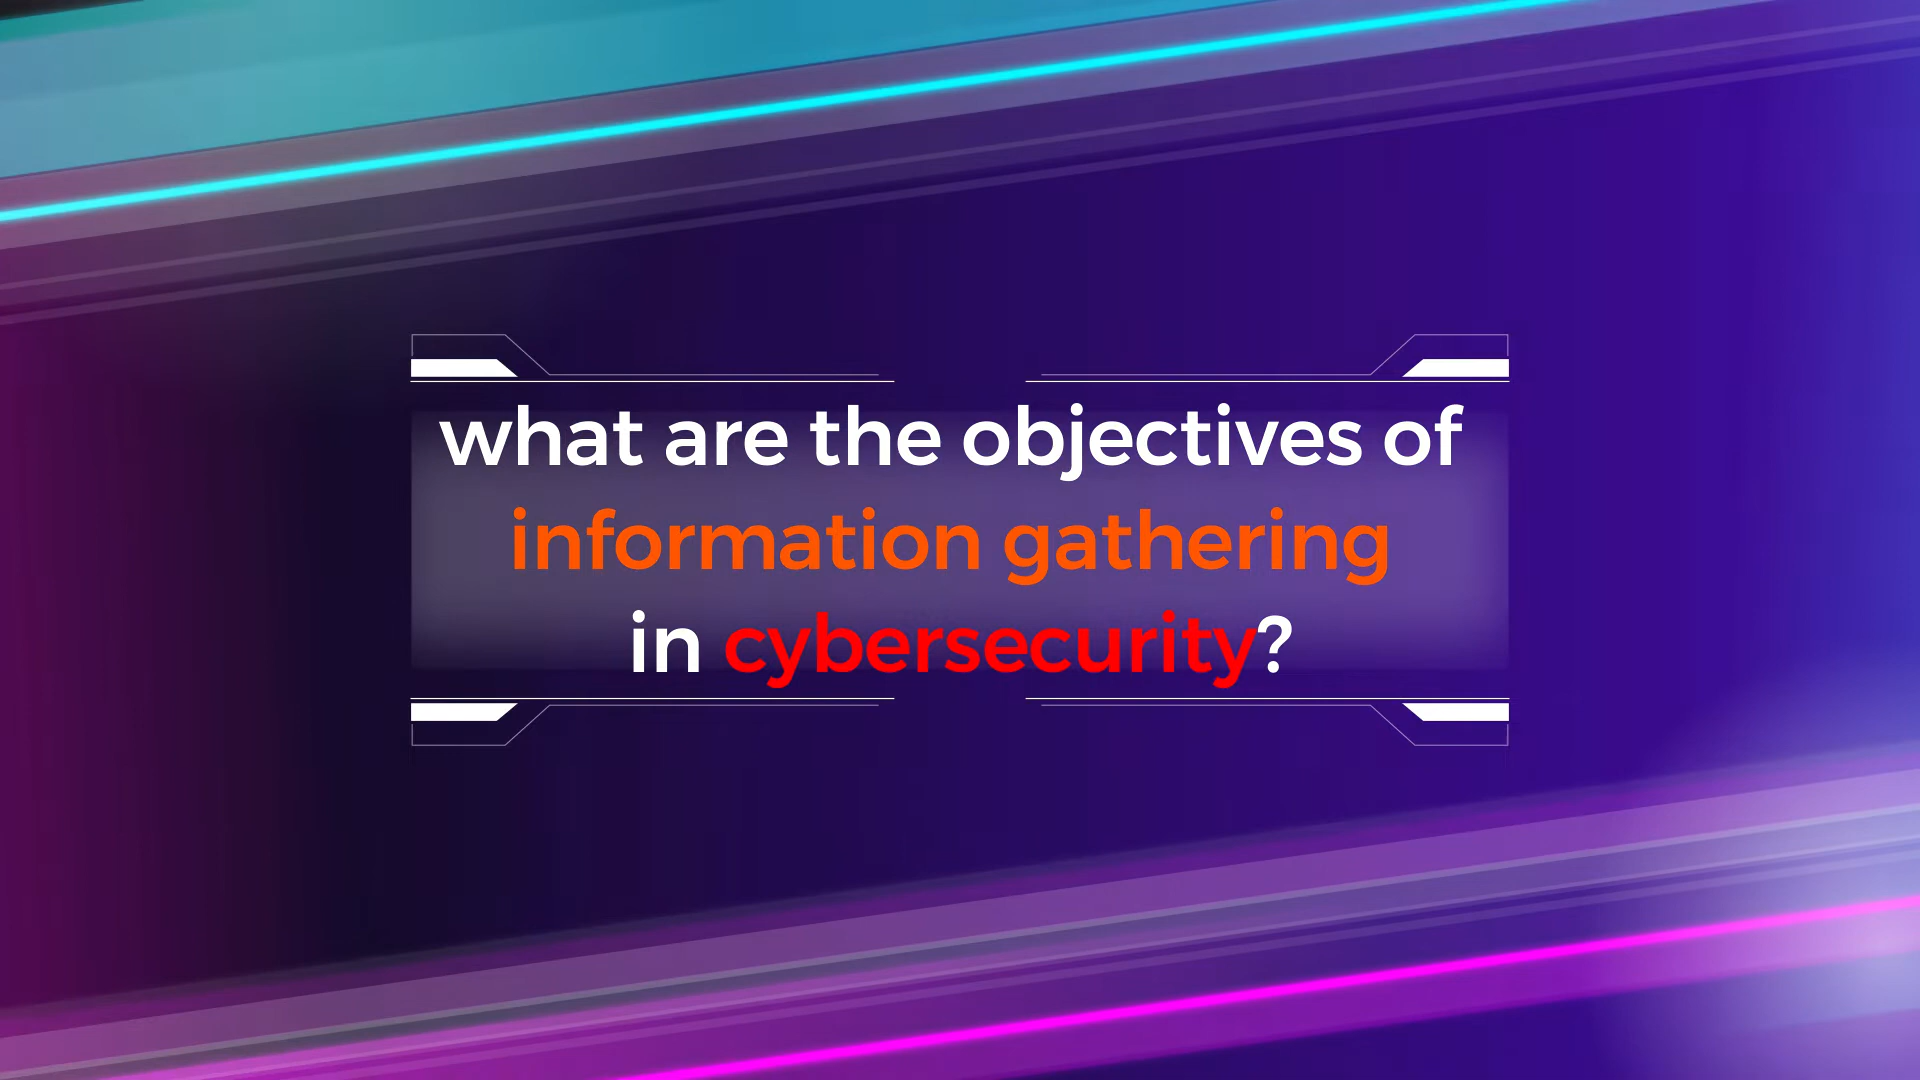 what are the objectives of
information gathering
in cybersecurity?